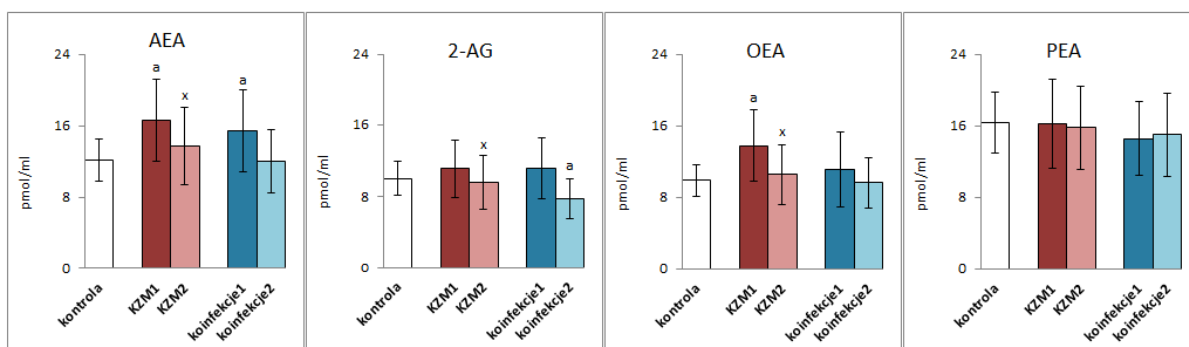 AEA
24
16
8
0
pmol/ml
a
x
a
kontrola
KZM1
KZM2
koinfekcje1
koinfekcje2
2-AG
24
16
8
0
pmol/ml
x
a
kontrola
KZM1
KZM2
koinfekcje1
koinfekcje2
OEA
24
16
8
0
pmol/ml
a
x
kontrola
KZM1
KZM2
koinfekcje1
koinfekcje2
PEA
24
16
8
0
pmol/ml
kontrola
KZM1
KZM2
koinfekcje1
koinfekcje2